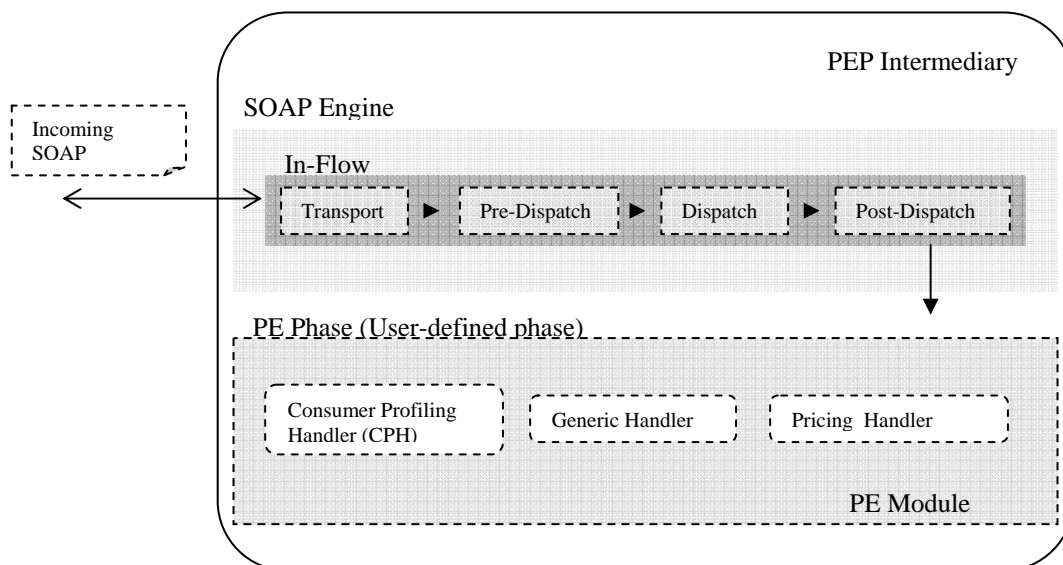 PEP Intermediary
SOAP Engine
Incoming
SOAP
In-Flow
Transport
Pre-Dispatch
Dispatch
Post-Dispatch
PE Phase (User-defined phase)
Consumer Profiling
Handler (CPH)
Generic Handler
Pricing Handler
PE Module